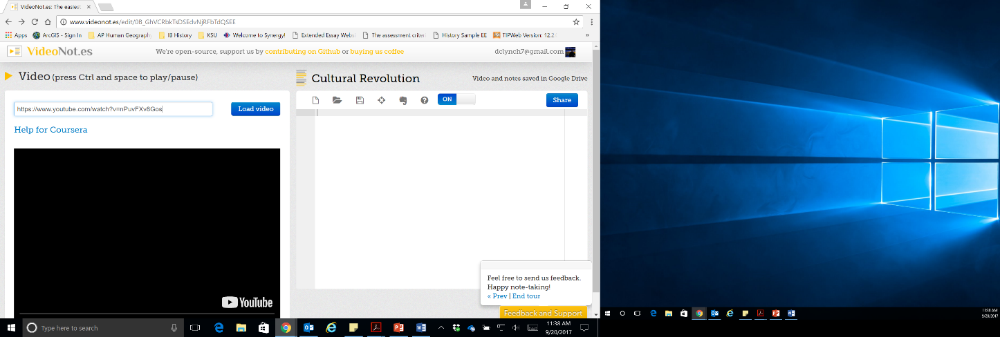 VideoNot.es: The easiest
www.videonot.es/edit/0B_GhVCRbkTsDSEdvNjRFbTdQSEE
Apps ArcGIS - Sign In AP Human Geography IB History KSU Welcome to Synergy! Extended Essay Webs The assessment criter History Sample EE TIPWeb Version: 12.2. »
VideoNot.es We're open-source, support us by contributing on Github or buying us coffee dclynch7@gmail.com
Video (press Ctrl and space to play/pause)
https://www.youtube.com/watch?v=nPuvFXv8Gos
Load video
Help for Coursera
YouTube
Cultural Revolution Video and notes saved in Google Drive
ON Share
Feel free to send us feedback.
Happy note-taking!
« Prev | End tour
Feedback and Support
Type here to search
11:38 AM
9/20/2017
11:38 AM
9/20/2017